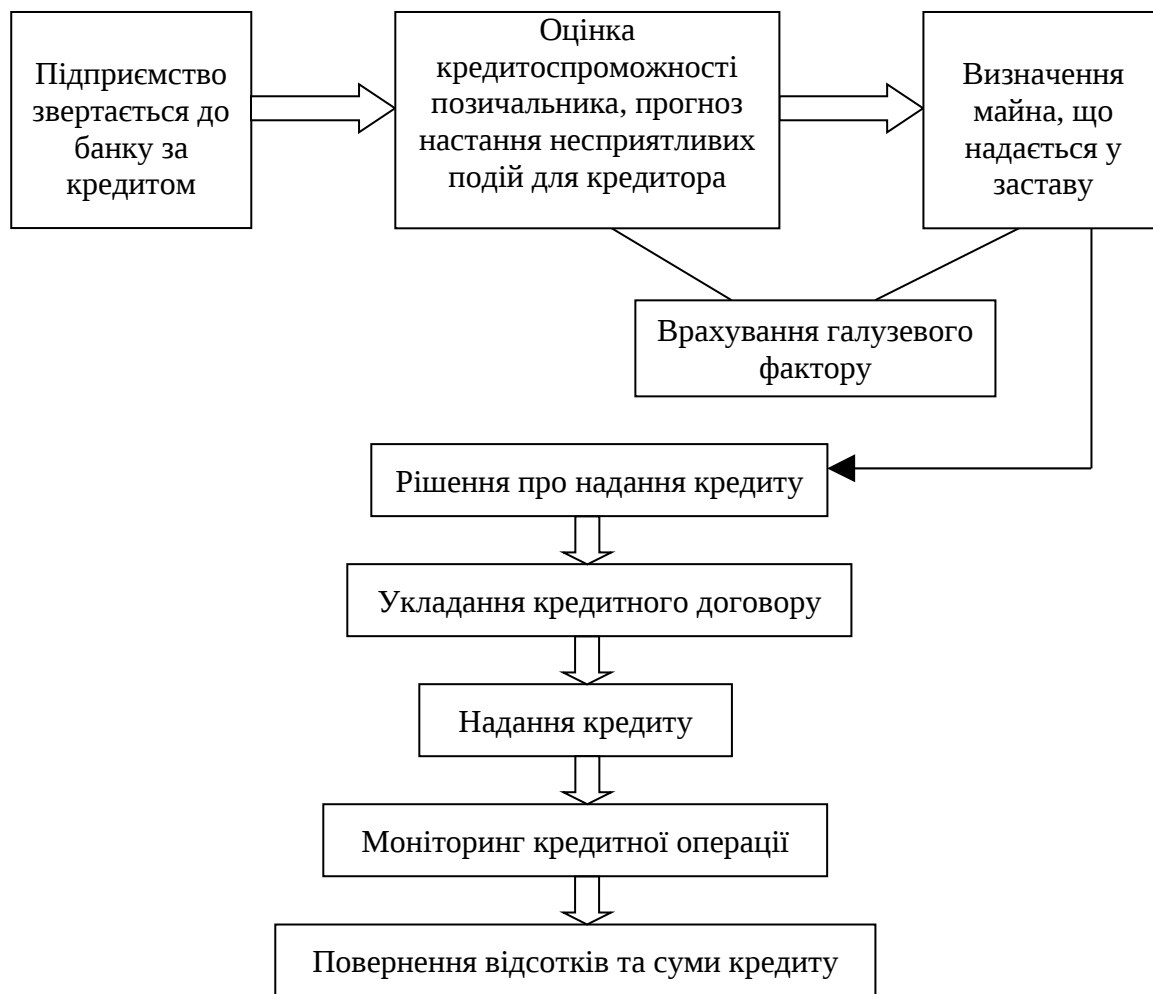 Підприємство
звертається до
банку за
кредитом
Оцінка
кредитоспроможності
позичальника, прогноз
настання несприятливих
подій для кредитора
Визначення
майна, що
надається у
заставу
Врахування галузевого
фактору
Рішення про надання кредиту
Укладання кредитного договору
Надання кредиту
Моніторинг кредитної операції
Повернення відсотків та суми кредиту